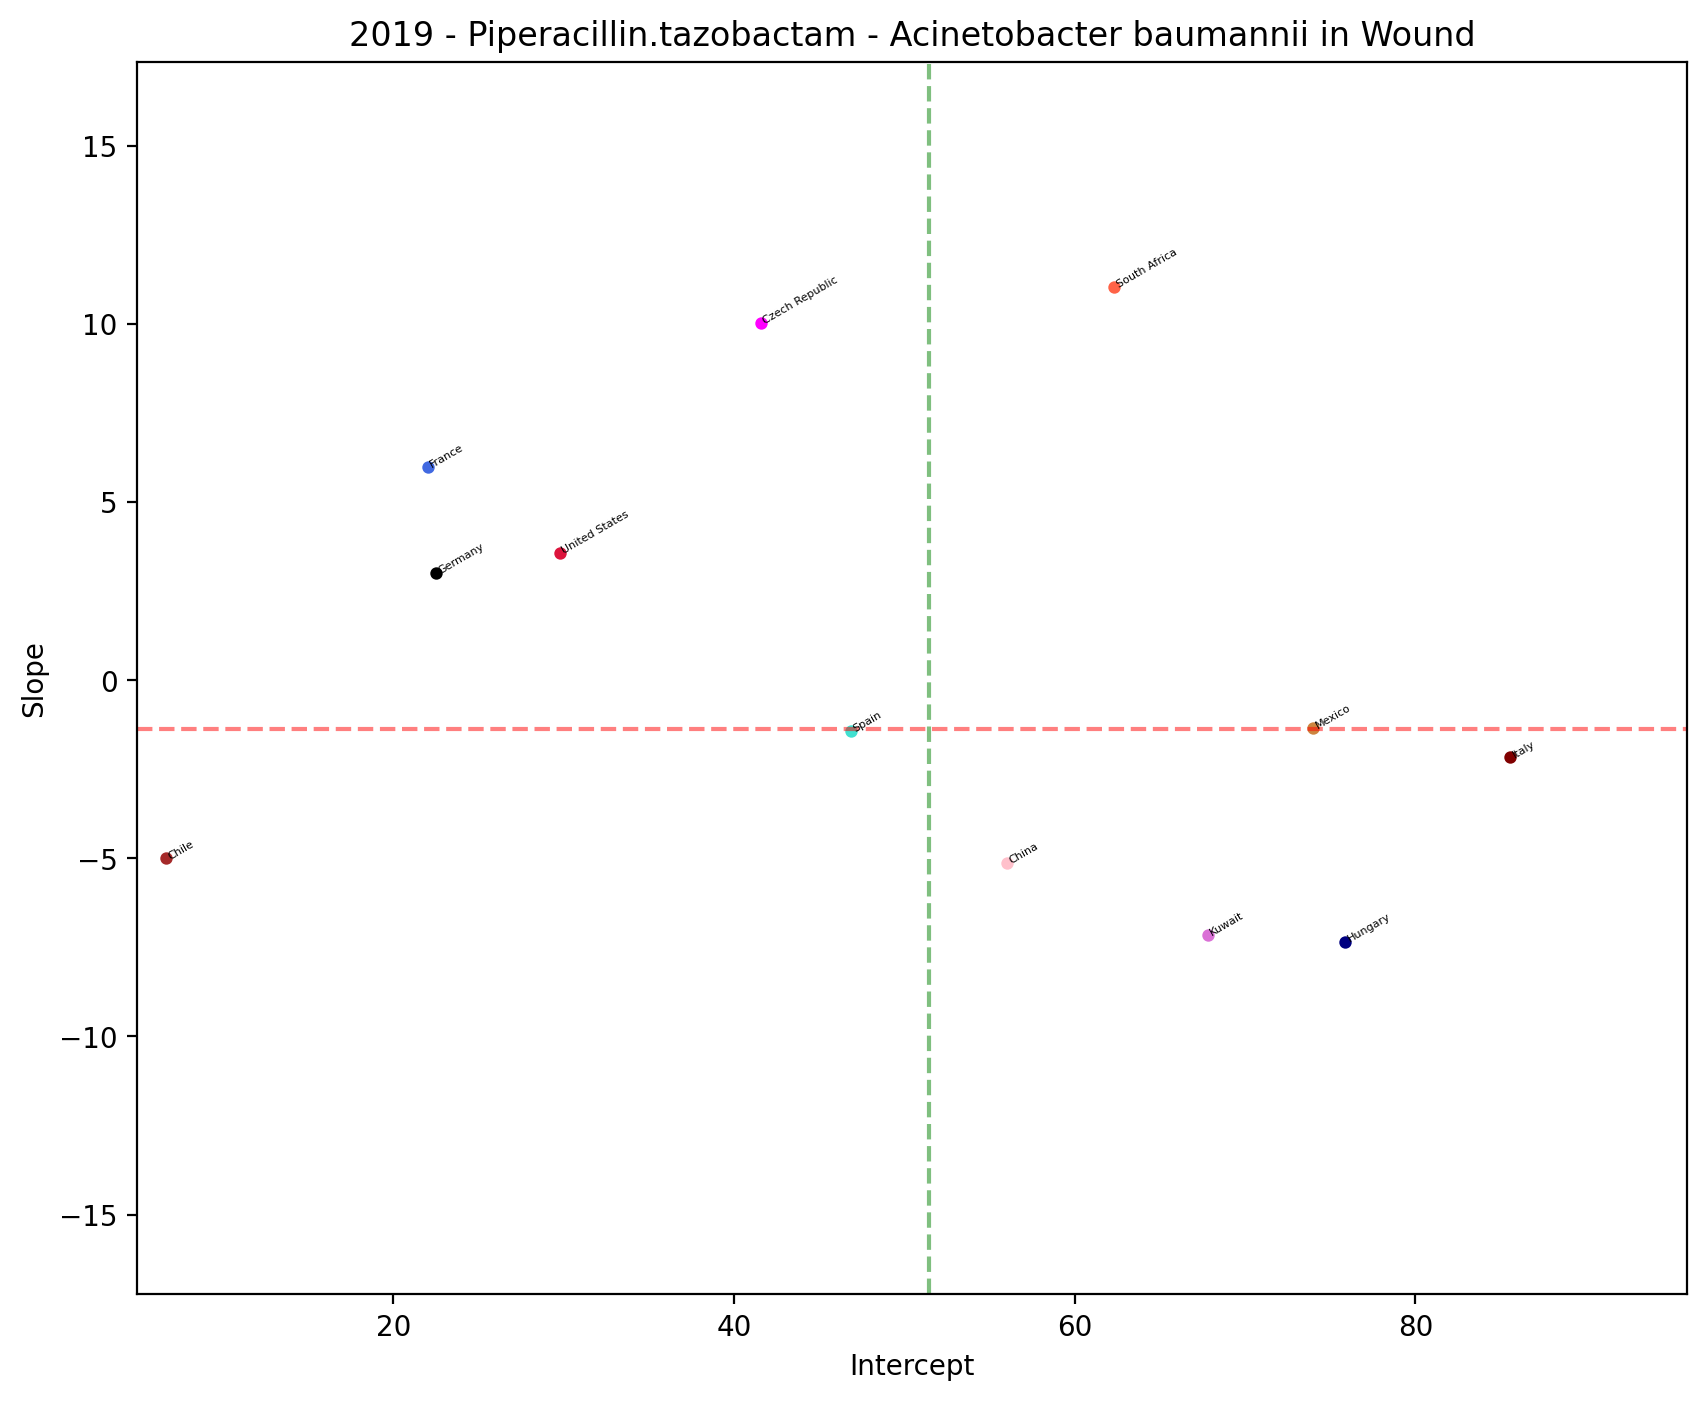 2019 - Piperacillin.tazobactam - Acinetobacter baumannii in Wound
15
10
5
0
−5
−10
−15
Slope
South Africa
Czech Republic
France
United States
Germany
Spain
Mexico
Italy
Chile
China
Kuwait
Hungary
20 40 60 80
Intercept